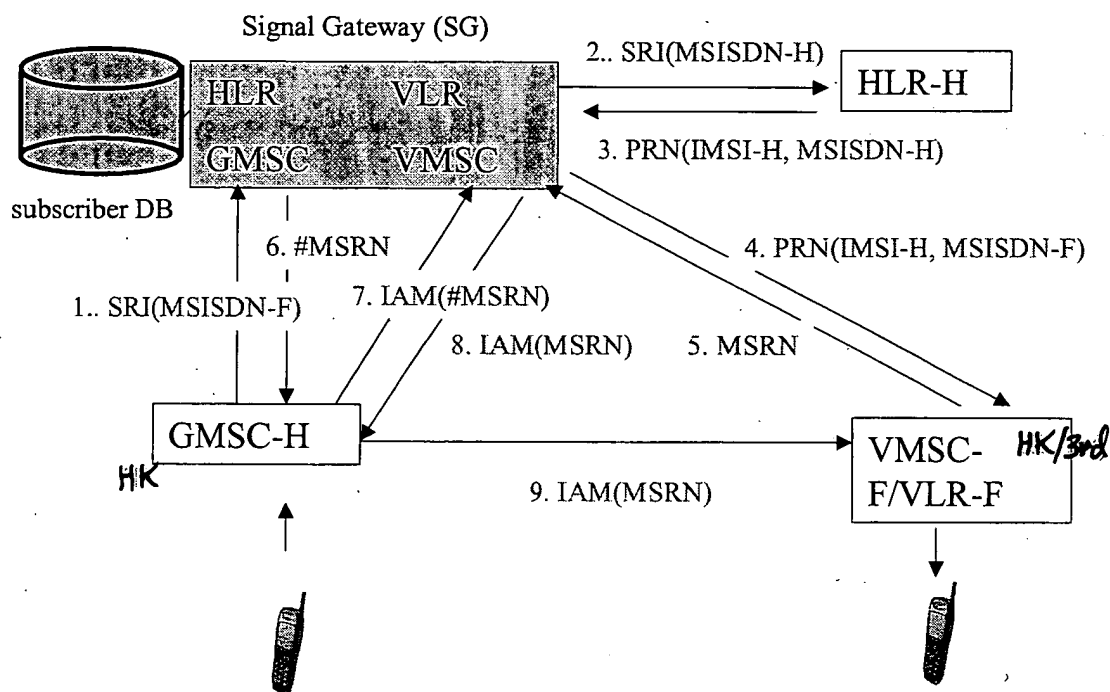 Signal Gateway (SG)
2.. SRI(MSISDN-H)
HLR
VLR
HLR-H
GMSC
VMSC
3. PRN(IMSI-H, MSISDN-H)
subscriber DB
6. #MSRN
4. PRN(IMSI-H, MSISDN-F)
7. IAM(#MSRN)
1.. SRI(MSISDN-F)
8. IAM(MSRN)
5. MSRN
GMSC-H
HK
VMSC-
F/VLR-F
HK/3rd
9. IAM(MSRN)